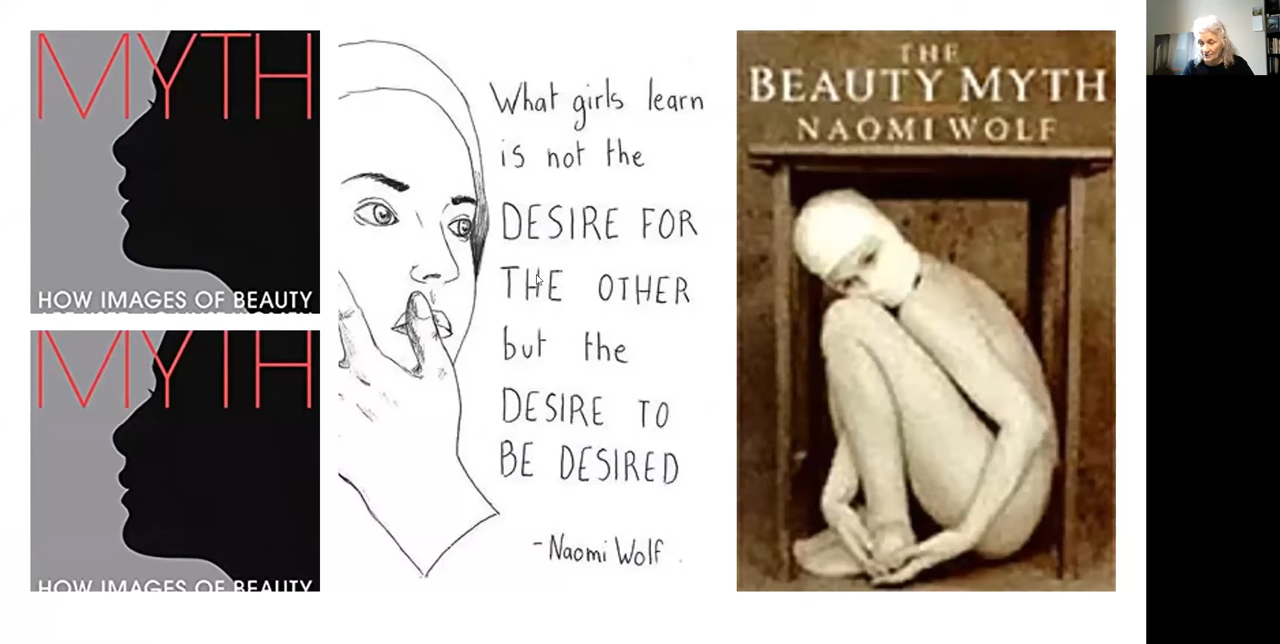 MYTH
HOW IMAGES OF BEAUTY
MYTH
HOW IMAGES OF BEAUTY
What girls learn
is not the
DESIRE FOR
THE OTHER
but the
DESIRE TO
BE DESIRED
-Naomi Wolf.
THE
BEAUTY MYTH
NAOMI WOLF